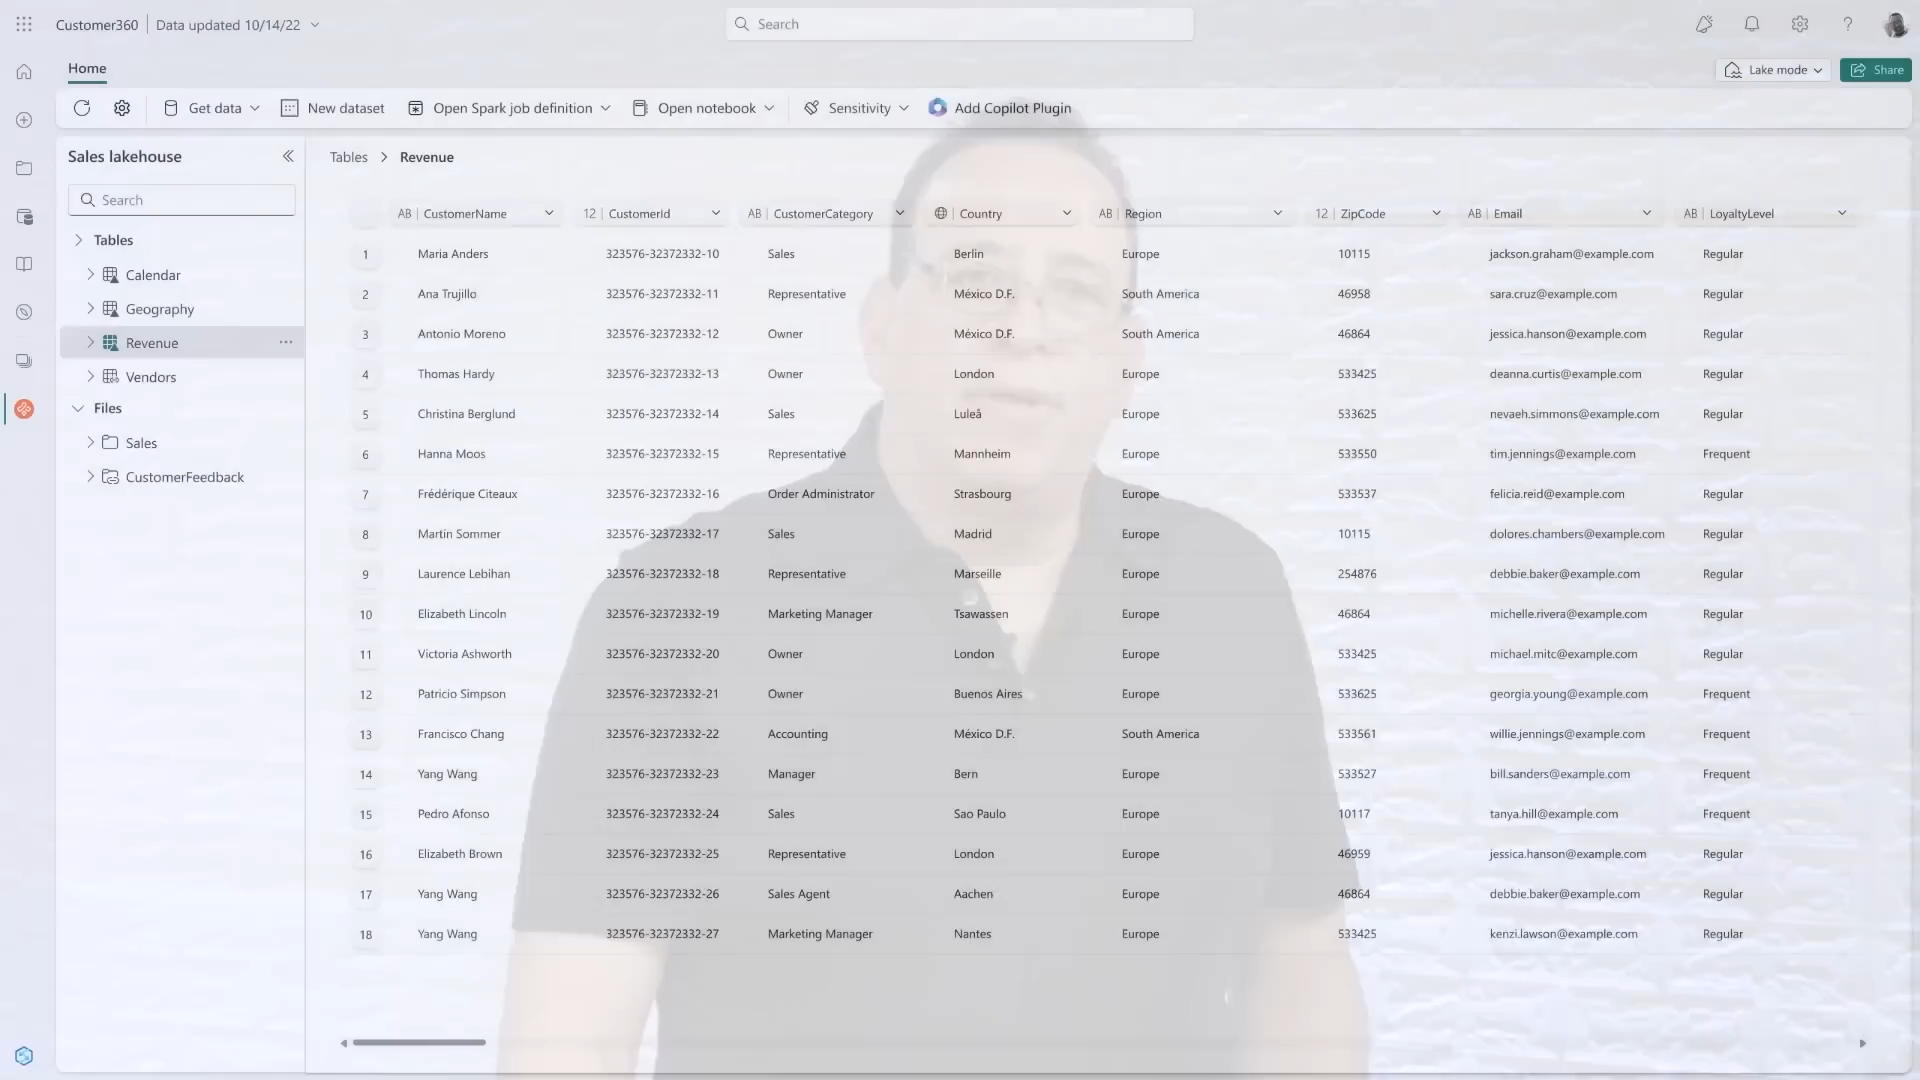 Customer360 Data updated 10/14/22
Search
Home
Lake mode
Share
Get data
New dataset
Open Spark job definition
Open notebook
Sensitivity
Add Copilot Plugin
Sales lakehouse
Search
Tables
Calendar
Geography
Revenue
Vendors
Files
Sales
CustomerFeedback
Tables > Revenue
AB CustomerName 12 CustomerId AB CustomerCategory Country AB Region 12 ZipCode AB Email AB LoyaltyLevel
1 Maria Anders 323576-32372332-10 Sales Berlin Europe 10115 jackson.graham@example.com Regular
2 Ana Trujillo 323576-32372332-11 Representative México D.F. South America 46958 sara.cruz@example.com Regular
3 Antonio Moreno 323576-32372332-12 Owner México D.F. South America 46864 jessica.hanson@example.com Regular
4 Thomas Hardy 323576-32372332-13 Owner London Europe 533425 deanna.curtis@example.com Regular
5 Christina Berglund 323576-32372332-14 Sales Luleå Europe 533625 nevaeh.simmons@example.com Regular
6 Hanna Moos 323576-32372332-15 Representative Mannheim Europe 533550 tim.jennings@example.com Frequent
7 Frédérique Citeaux 323576-32372332-16 Order Administrator Strasbourg Europe 533537 felicia.reid@example.com Regular
8 Martin Sommer 323576-32372332-17 Sales Madrid Europe 10115 dolores.chambers@example.com Regular
9 Laurence Lebihan 323576-32372332-18 Representative Marseille Europe 254876 debbie.baker@example.com Regular
10 Elizabeth Lincoln 323576-32372332-19 Marketing Manager Tsawassen Europe 46864 michelle.rivera@example.com Regular
11 Victoria Ashworth 323576-32372332-20 Owner London Europe 533425 michael.mitc@example.com Regular
12 Patricio Simpson 323576-32372332-21 Owner Buenos Aires Europe 533625 georgia.young@example.com Frequent
13 Francisco Chang 323576-32372332-22 Accounting México D.F. South America 533561 willie.jennings@example.com Frequent
14 Yang Wang 323576-32372332-23 Manager Bern Europe 533527 bill.sanders@example.com Frequent
15 Pedro Afonso 323576-32372332-24 Sales Sao Paulo Europe 10117 tanya.hill@example.com Frequent
16 Elizabeth Brown 323576-32372332-25 Representative London Europe 46959 jessica.hanson@example.com Regular
17 Yang Wang 323576-32372332-26 Sales Agent Aachen Europe 46864 debbie.baker@example.com Regular
18 Yang Wang 323576-32372332-27 Marketing Manager Nantes Europe 533425 kenzi.lawson@example.com Regular